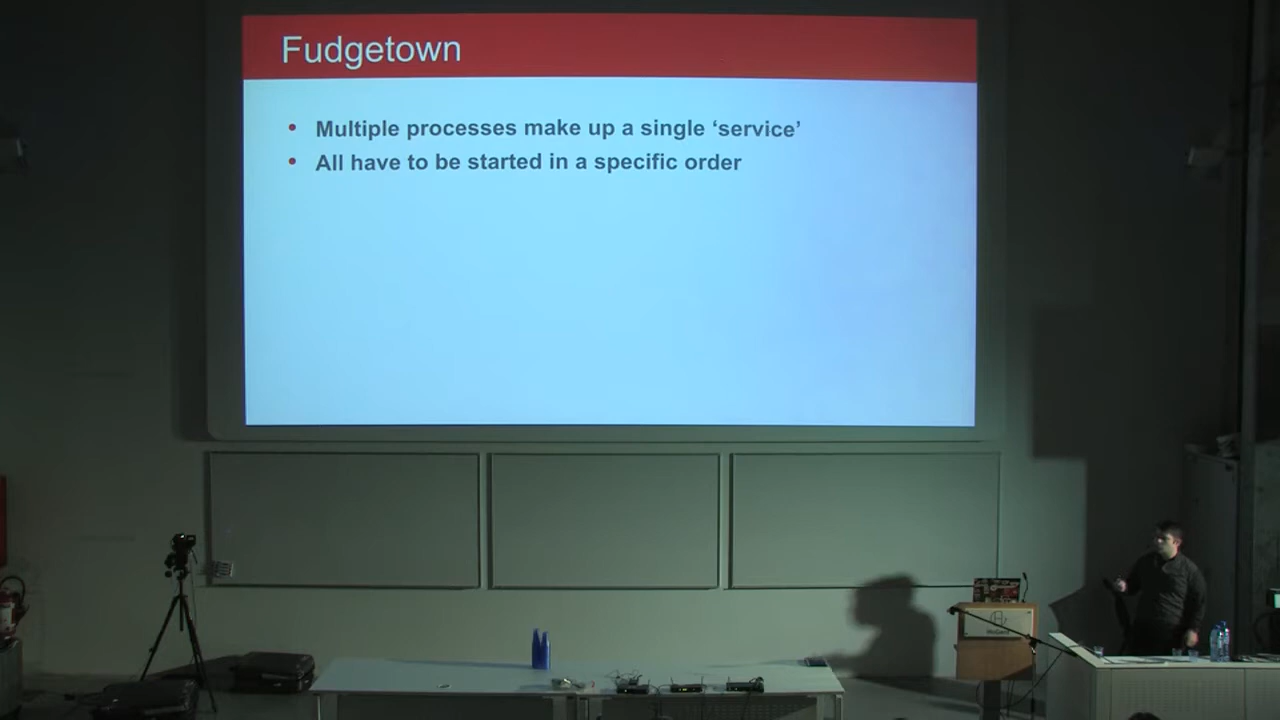 Fudgetown
• Multiple processes make up a single ‘service’
• All have to be started in a specific order